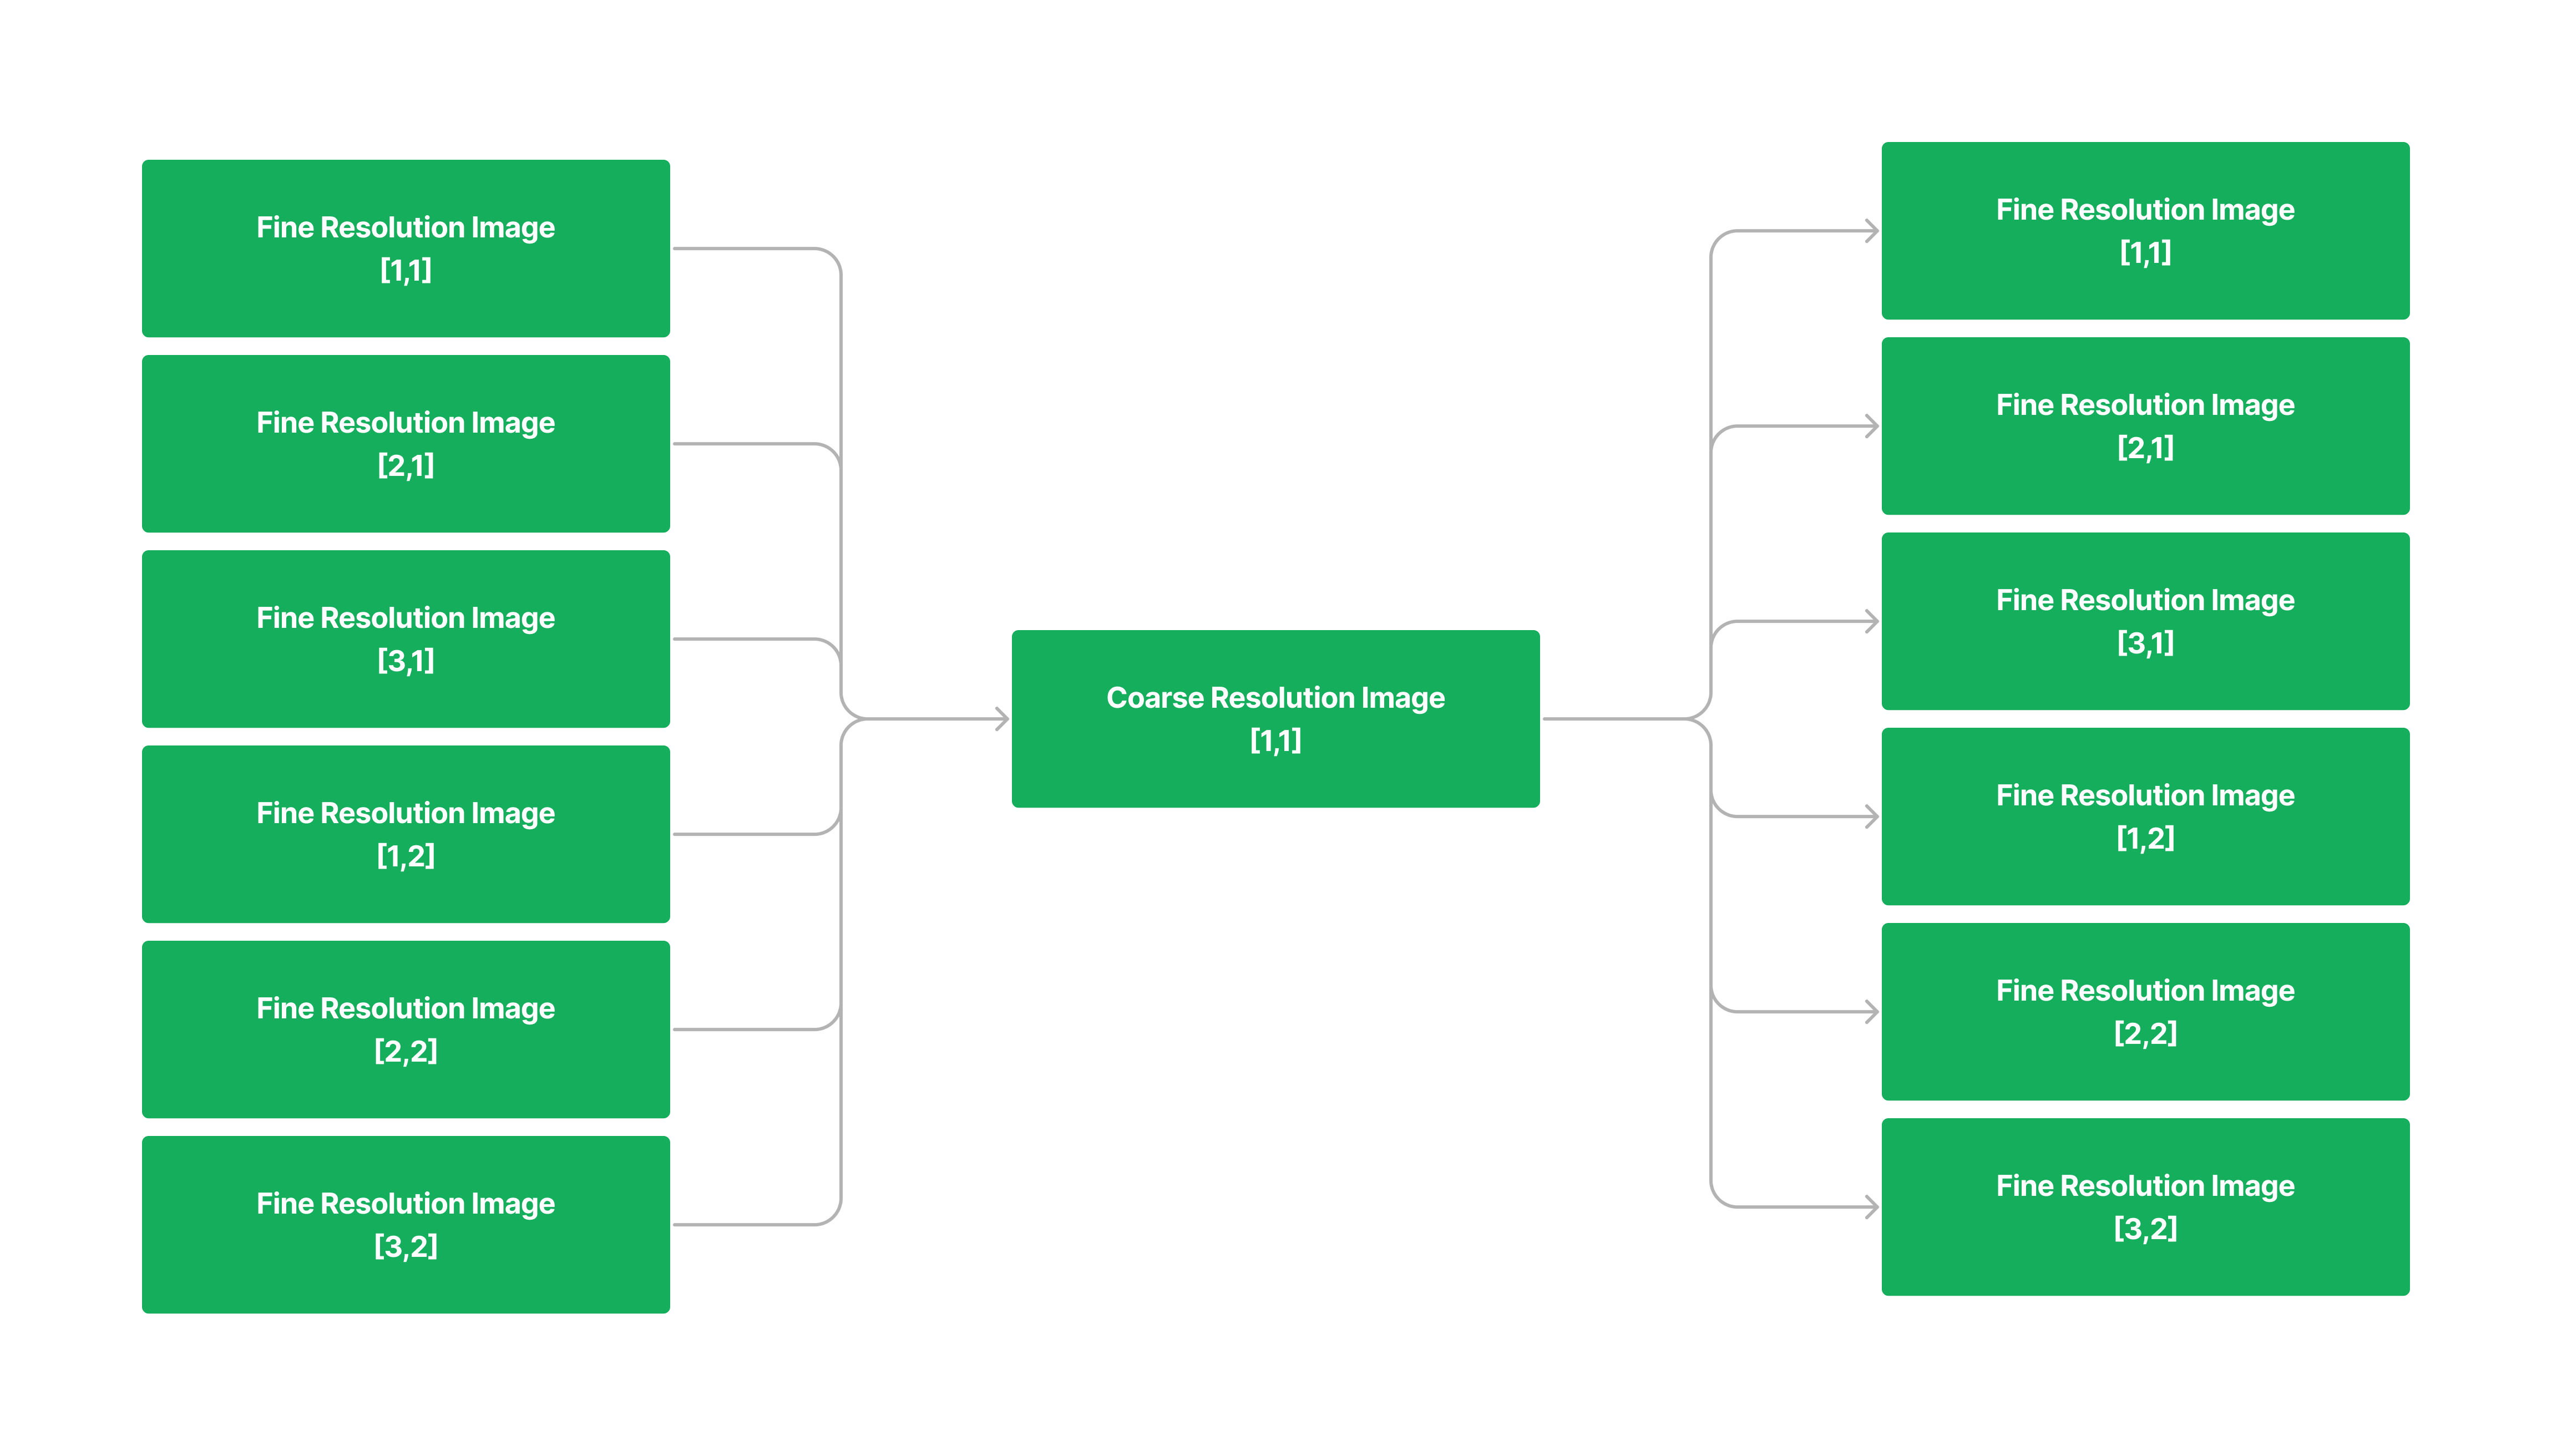 Fine Resolution Image
[1,1]
Fine Resolution Image
[2,1]
Fine Resolution Image
[3,1]
Fine Resolution Image
[1,2]
Fine Resolution Image
[2,2]
Fine Resolution Image
[3,2]
Coarse Resolution Image
[1,1]
Fine Resolution Image
[1,1]
Fine Resolution Image
[2,1]
Fine Resolution Image
[3,1]
Fine Resolution Image
[1,2]
Fine Resolution Image
[2,2]
Fine Resolution Image
[3,2]